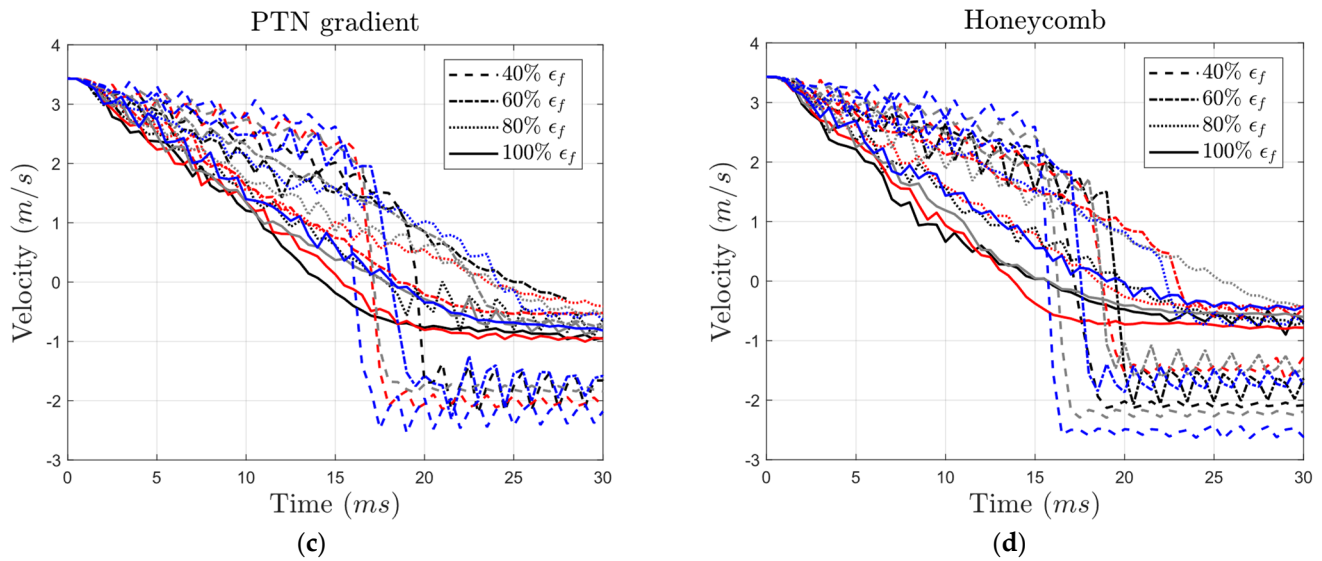 PTN gradient
4
3
2
1
0
-1
-2
-3
0 5 10 15 20 25 30
Velocity (m/s)
Time (ms)
40% ϵf
60% ϵf
80% ϵf
100% ϵf
(c)
Honeycomb
4
3
2
1
0
-1
-2
-3
0 5 10 15 20 25 30
Velocity (m/s)
Time (ms)
40% ϵf
60% ϵf
80% ϵf
100% ϵf
(d)